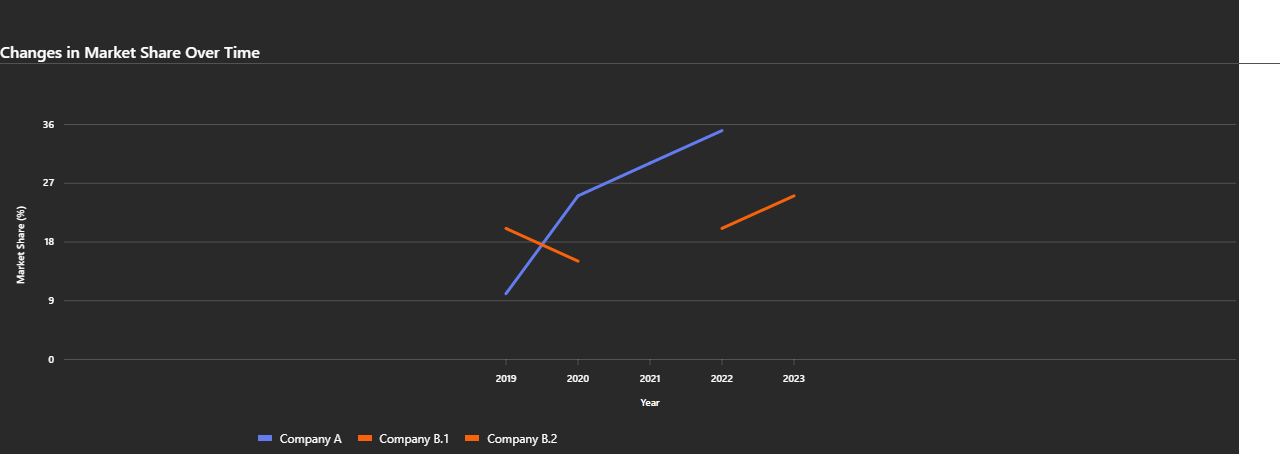 Changes in Market Share Over Time
36
27
18
9
0
Market Share (%)
2019 2020 2021 2022 2023
Year
Company A Company B.1 Company B.2